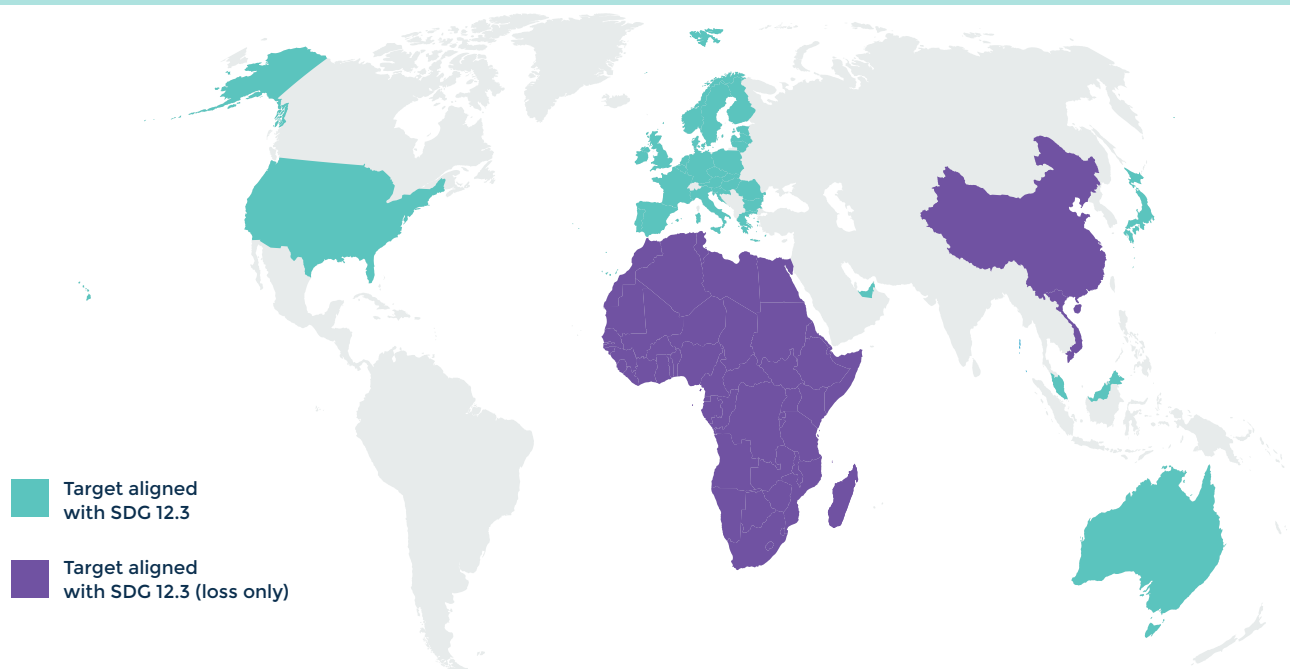 Target aligned
with SDG 12.3
Target aligned
with SDG 12.3 (loss only)